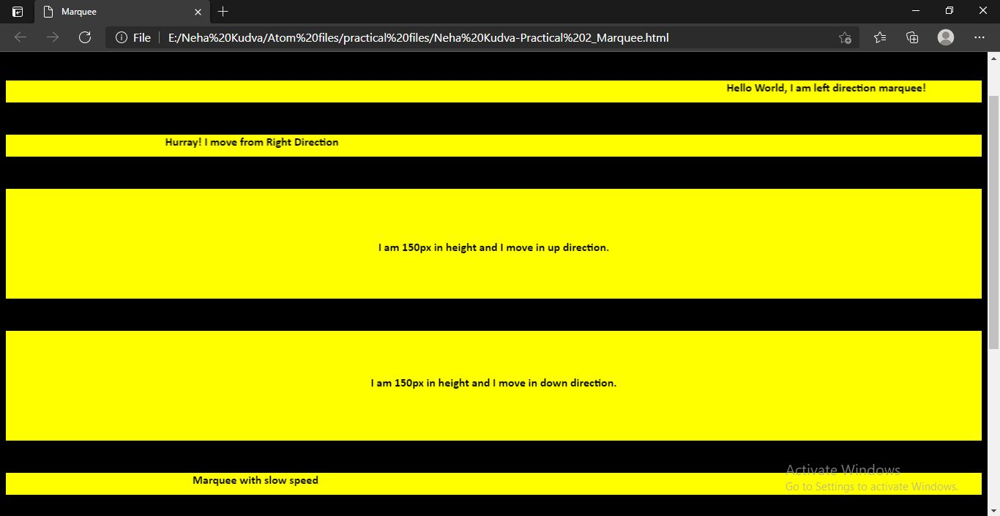 Marquee
File
E:/Neha%20Kudva/Atom%20files/practical%20files/Neha%20Kudva-Practical%202_Marquee.html
Hello World, I am left direction marquee!
Hurray! I move from Right Direction
I am 150px in height and I move in up direction.
I am 150px in height and I move in down direction.
Activate Windows
Marquee with slow speed
Go to Settings to activate Windows.